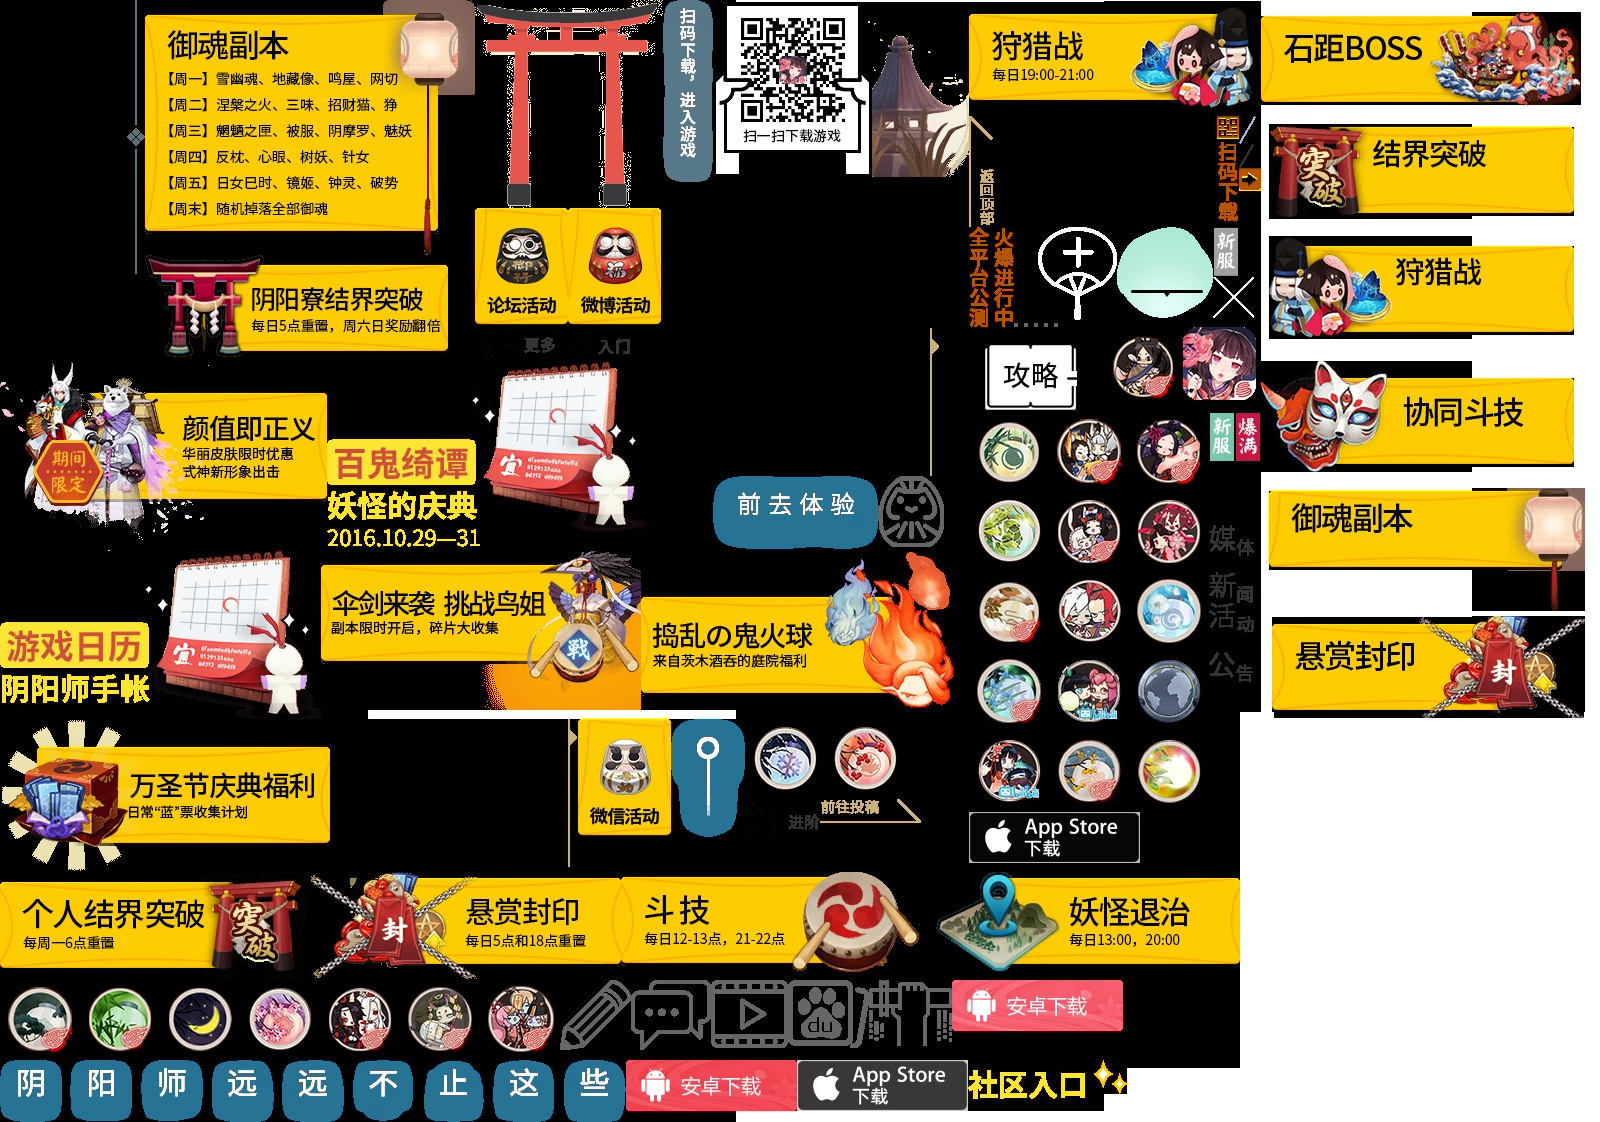 御魂副本
【周一】雪幽魂、地藏像、鸣屋、网切
【周二】涅槃之火、三味、招财猫、狰
【周三】魍魉之匣、被服、阴摩罗、魅妖
【周四】反枕、心眼、树妖、针女
【周五】日女巳时、镜姬、钟灵、破势
【周末】随机掉落全部御魂
扫码下载，进入游戏
扫一扫下载游戏
狩猎战
每日19:00-21:00
石距BOSS
扫码下载
突破
结界突破
返回顶部
火爆进行中
全平台公测
新服
论坛活动
微博活动
阴阳寮结界突破
每日5点重置，周六日奖励翻倍
狩猎战
更多
入门
攻略
新服
爆满
协同斗技
颜值即正义
华丽皮肤限时优惠
式神新形象出击
期间
限定
百鬼绮谭
妖怪的庆典
2016.10.29—31
宜
前去体验
御魂副本
媒体
新闻
活动
公告
伞剑来袭 挑战鸟姐
副本限时开启，碎片大收集
戰
捣乱の鬼火球
来自茨木酒吞的庭院福利
游戏日历
阴阳师手帐
宜
悬赏封印
封
万圣节庆典福利
日常“蓝”票收集计划
微信活动
进阶
前往投稿
App Store
下载
个人结界突破
每周一6点重置
突破
封
悬赏封印
每日5点和18点重置
斗技
每日12-13点，21-22点
妖怪退治
每日13:00，20:00
du
安卓下载
阴阳师远远不止这些
安卓下载
App Store
下载
社区入口